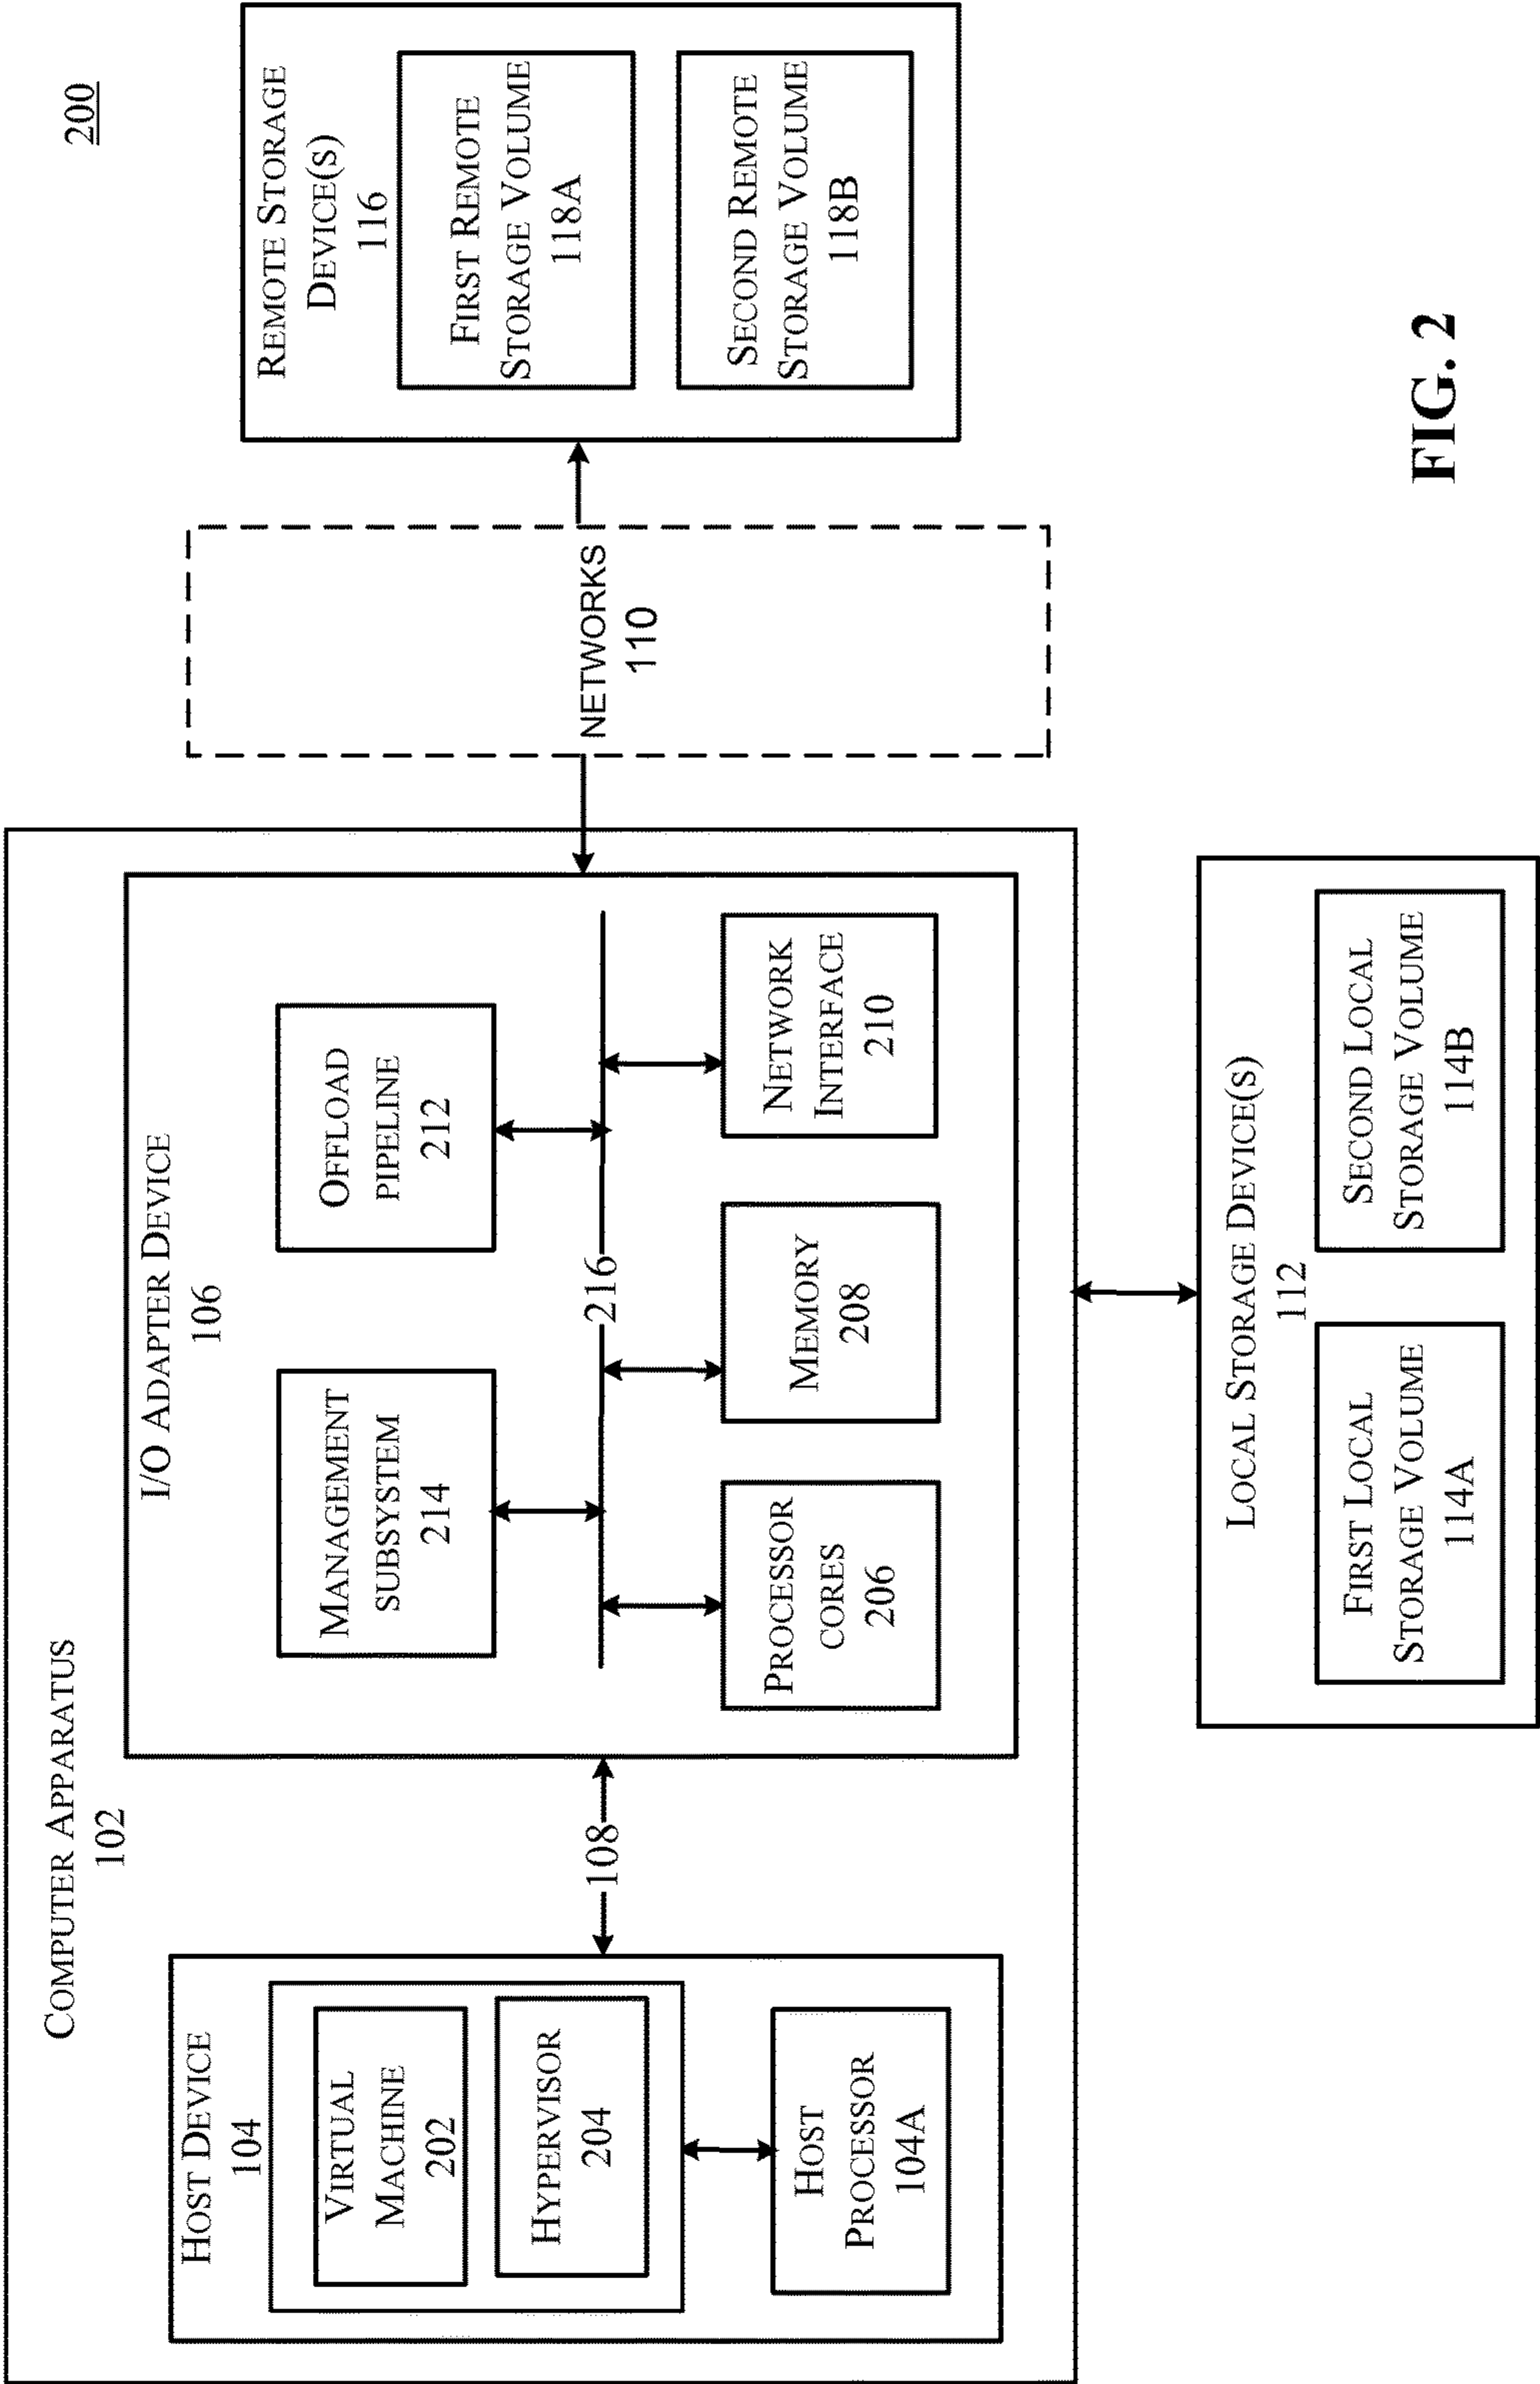 200
COMPUTER APPARATUS
102
HOST DEVICE
104
VIRTUAL
MACHINE
202
HYPERVISOR
204
HOST
PROCESSOR
104A
108
I/O ADAPTER DEVICE
106
MANAGEMENT
SUBSYSTEM
214
OFFLOAD
PIPELINE
212
216
PROCESSOR
CORES
206
MEMORY
208
NETWORK
INTERFACE
210
NETWORKS
110
REMOTE STORAGE
DEVICE(S)
116
FIRST REMOTE
STORAGE VOLUME
118A
SECOND REMOTE
STORAGE VOLUME
118B
LOCAL STORAGE DEVICE(S)
112
FIRST LOCAL
STORAGE VOLUME
114A
SECOND LOCAL
STORAGE VOLUME
114B
FIG. 2